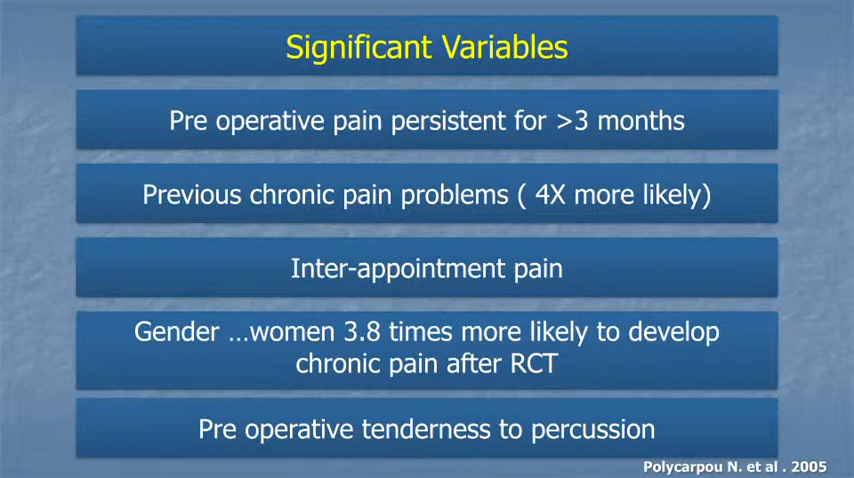 Significant Variables
Pre operative pain persistent for >3 months
Previous chronic pain problems ( 4X more likely)
Inter-appointment pain
Gender ...women 3.8 times more likely to develop
chronic pain after RCT
Pre operative tenderness to percussion
Polycarpou N. et al . 2005